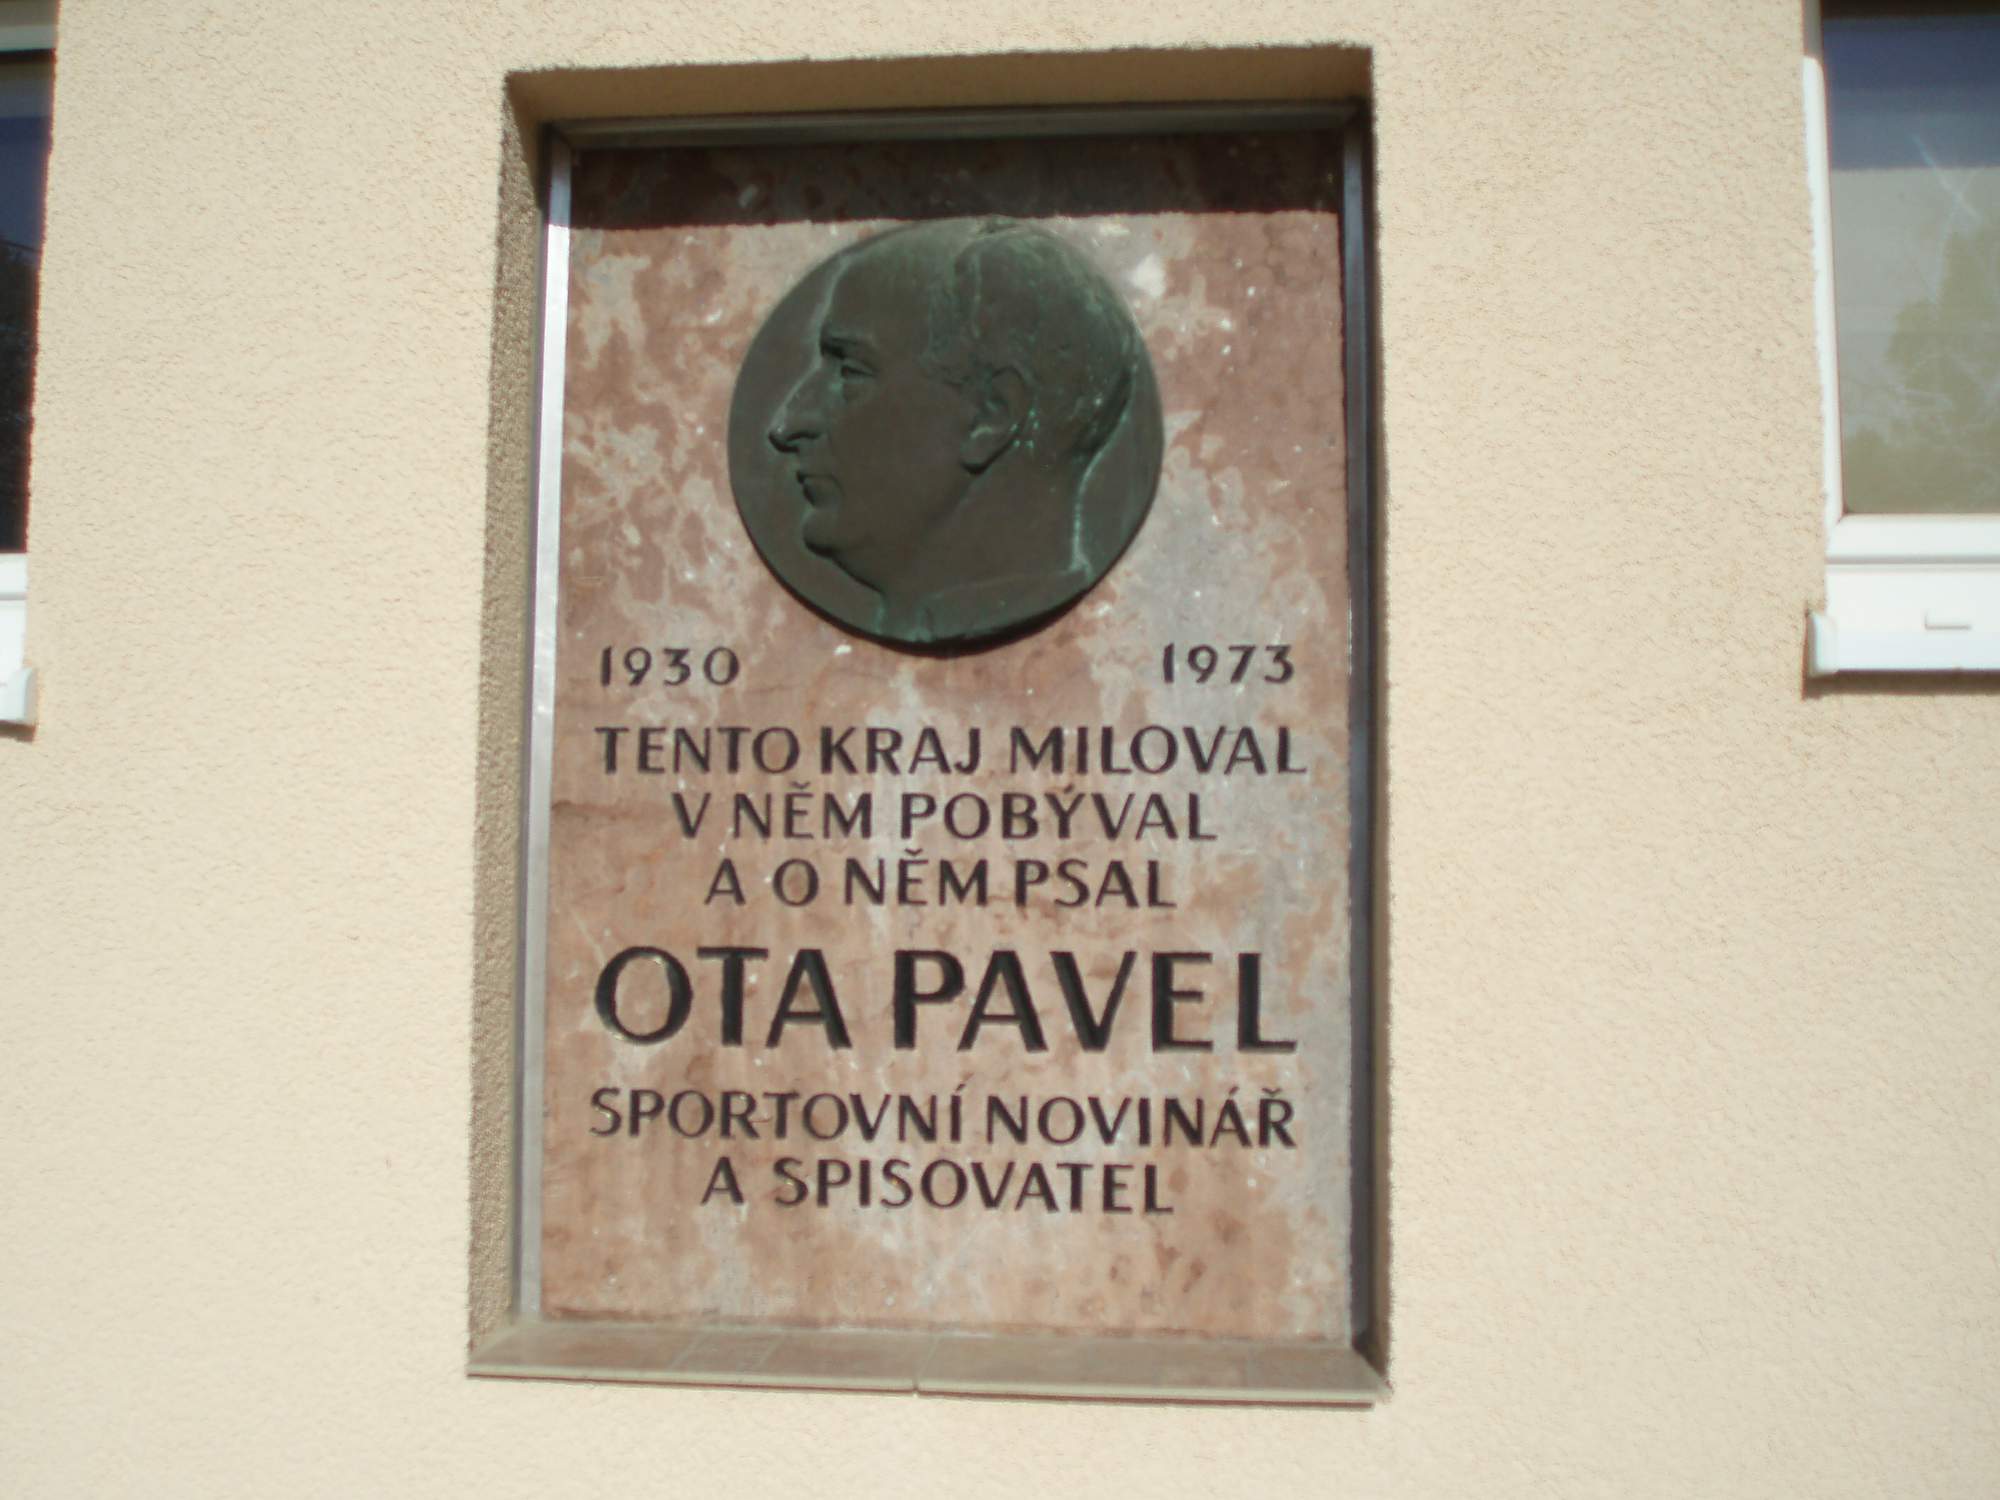 1930 1973
TENTO KRAJ MILOVAL
V NĚM POBÝVAL
A O NĚM PSAL
OTA PAVEL
SPORTOVNÍ NOVINÁŘ
A SPISOVATEL